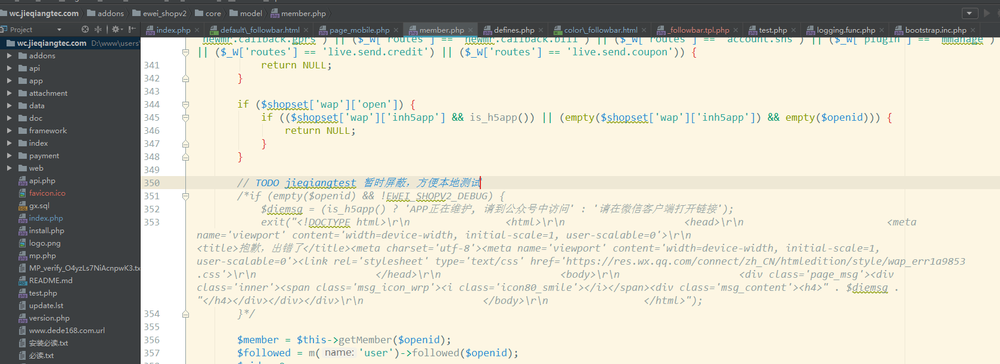 wc.jieqiangtec.com addons ewei_shopv2 core model member.php
Project index.php default\_followbar.html page_mobile.php member.php defines.php color\_followbar.html _followbar.tpl.php test.php logging.func.php bootstrap.inc.php
wc.jieqiangtec.com D:\www\users\
addons
api
app
attachment
data
doc
framework
index
payment
web
api.php
favicon.ico
gx.sql
index.php
install.php
logo.png
mp.php
MP_verify_O4yzLs7NiAcnpwK3.tx
README.md
test.php
update.lst
version.php
www.dede168.com.url
安装必读.txt
必读.txt
'newmr.callback.gprs') || ($_W['routes'] == 'newmr.callback.bill') || ($_W['routes'] == 'account.sns') || ($_W['plugin'] == 'mmanage')
|| ($_W['routes'] == 'live.send.credit') || ($_W['routes'] == 'live.send.coupon')) {
341 return NULL;
342 }
343
344 if ($shopset['wap']['open']) {
345 if (($shopset['wap']['inh5app'] && is_h5app()) || (empty($shopset['wap']['inh5app']) && empty($openid))) {
346 return NULL;
347 }
348 }
349
350 // TODO jieqiangtest 暂时屏蔽，方便本地测试
351 /*if (empty($openid) && !EWEI_SHOPV2_DEBUG) {
352 $diemsg = (is_h5app() ? 'APP正在维护, 请到公众号中访问' : '请在微信客户端打开链接');
353 exit("<!DOCTYPE html>\r\n <html>\r\n <head>\r\n <meta
name='viewport' content='width=device-width, initial-scale=1, user-scalable=0'>\r\n
<title>抱歉，出错了</title><meta charset='utf-8'><meta name='viewport' content='width=device-width, initial-scale=1,
user-scalable=0'><link rel='stylesheet' type='text/css' href='https://res.wx.qq.com/connect/zh_CN/htmledition/style/wap_err1a9853
.css'>\r\n </head>\r\n <body>\r\n <div class='page_msg'><div
class='inner'><span class='msg_icon_wrp'><i class='icon80_smile'></i></span><div class='msg_content'><h4>" . $diemsg .
"</h4></div></div></div>\r\n </body>\r\n </html>");
354 }*/
355
356 $member = $this->getMember($openid);
357 $followed = m( name: 'user')->followed($openid);